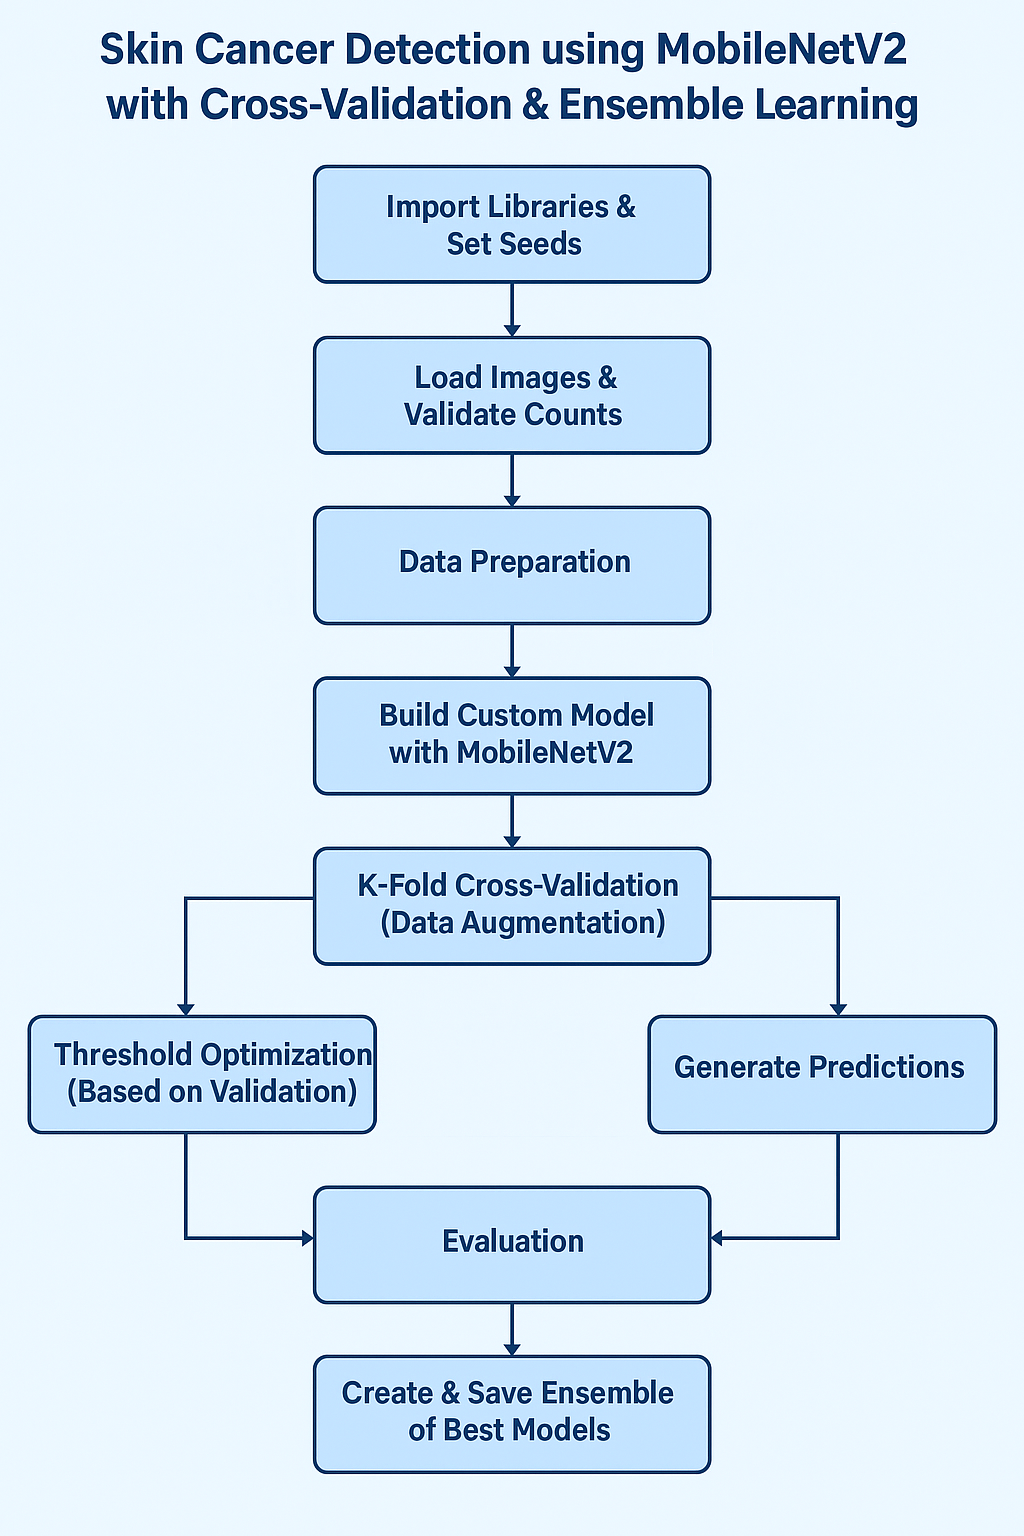 Skin Cancer Detection using MobileNetV2
with Cross-Validation & Ensemble Learning
Import Libraries &
Set Seeds
Load Images &
Validate Counts
Data Preparation
Build Custom Model
with MobileNetV2
K-Fold Cross-Validation
(Data Augmentation)
Threshold Optimization
(Based on Validation)
Generate Predictions
Evaluation
Create & Save Ensemble
of Best Models